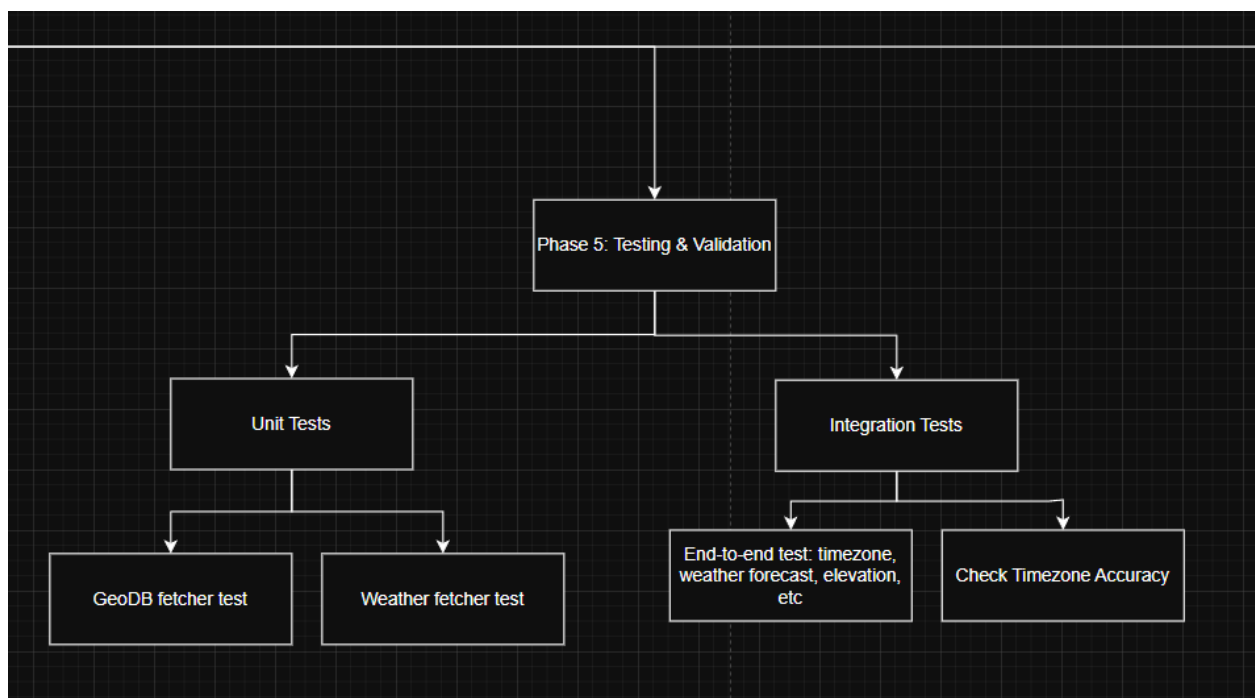 Phase 5: Testing & Validation
Unit Tests
Integration Tests
GeoDB fetcher test
Weather fetcher test
End-to-end test: timezone,
weather forecast, elevation,
etc
Check Timezone Accuracy